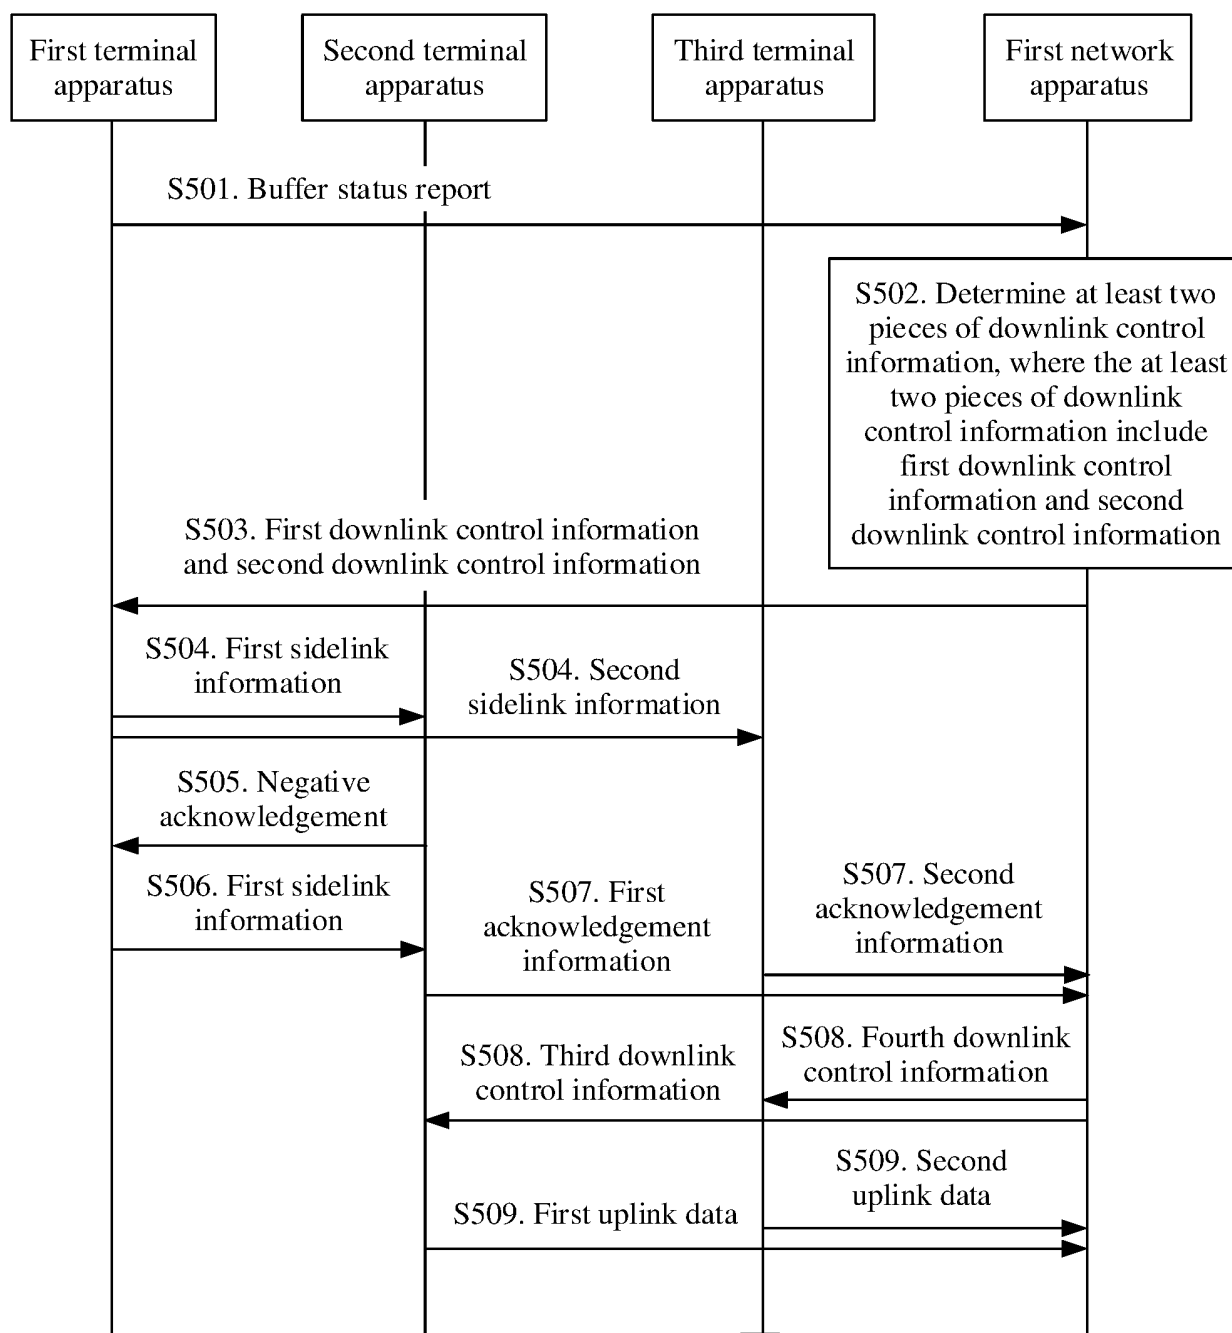 First terminal
apparatus
Second terminal
apparatus
Third terminal
apparatus
First network
apparatus
S501. Buffer status report
S502. Determine at least two
pieces of downlink control
information, where the at least
two pieces of downlink
control information include
first downlink control
information and second
downlink control information
S503. First downlink control information
and second downlink control information
S504. First sidelink
information
S504. Second
sidelink information
S505. Negative
acknowledgement
S506. First sidelink
information
S507. First
acknowledgement
information
S507. Second
acknowledgement
information
S508. Third downlink
control information
S508. Fourth downlink
control information
S509. Second
uplink data
S509. First uplink data